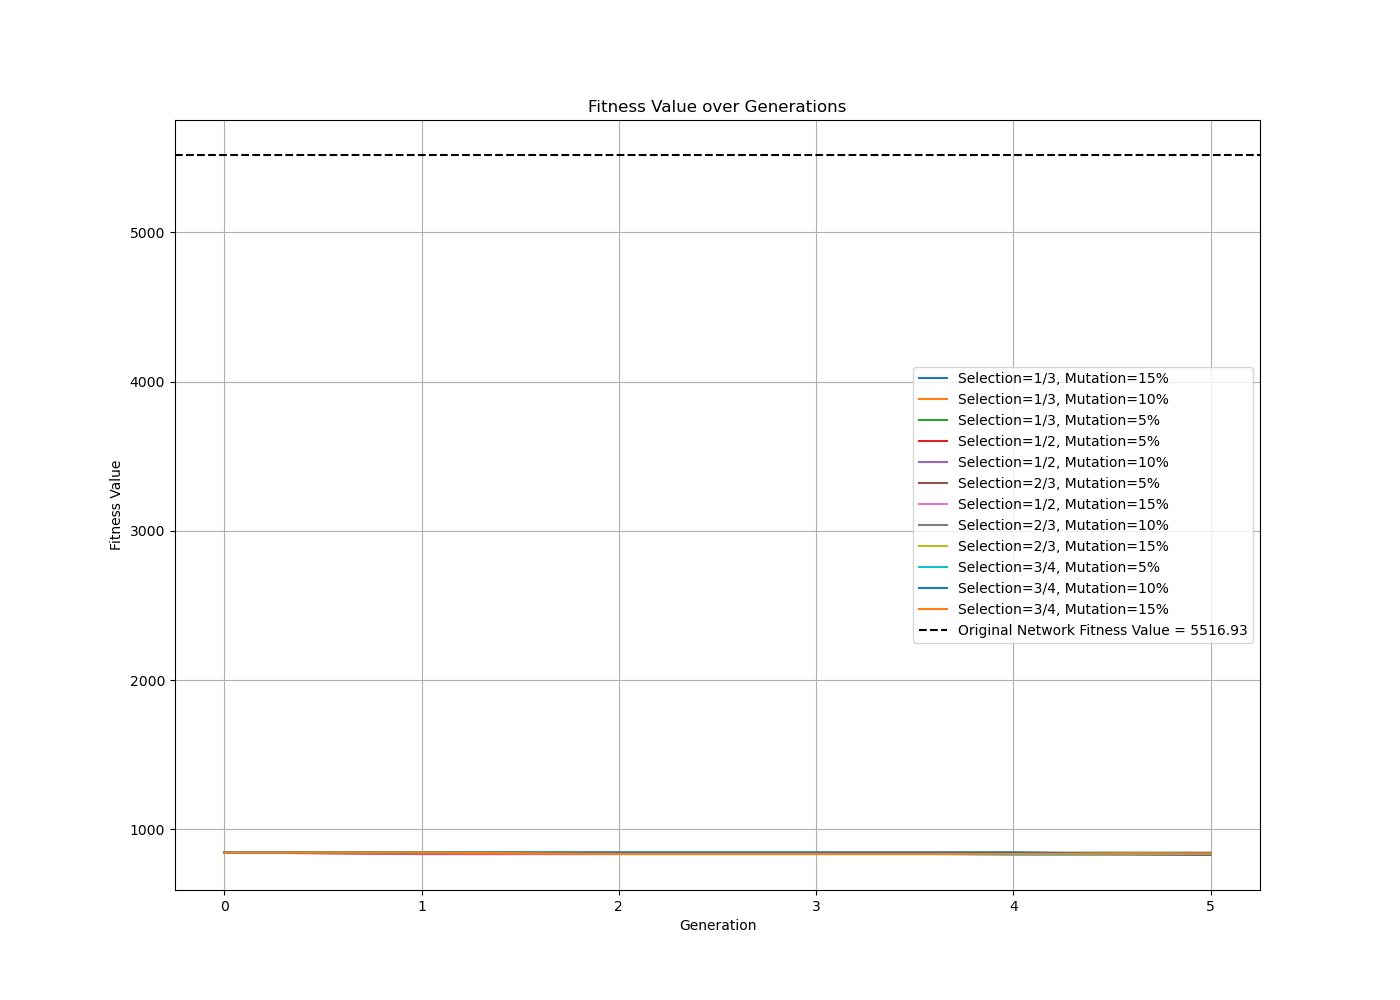 Fitness Value over Generations
5000
4000
3000
2000
1000
Fitness Value
Selection=1/3, Mutation=15%
Selection=1/3, Mutation=10%
Selection=1/3, Mutation=5%
Selection=1/2, Mutation=5%
Selection=1/2, Mutation=10%
Selection=2/3, Mutation=5%
Selection=1/2, Mutation=15%
Selection=2/3, Mutation=10%
Selection=2/3, Mutation=15%
Selection=3/4, Mutation=5%
Selection=3/4, Mutation=10%
Selection=3/4, Mutation=15%
Original Network Fitness Value = 5516.93
0 1 2 3 4 5
Generation